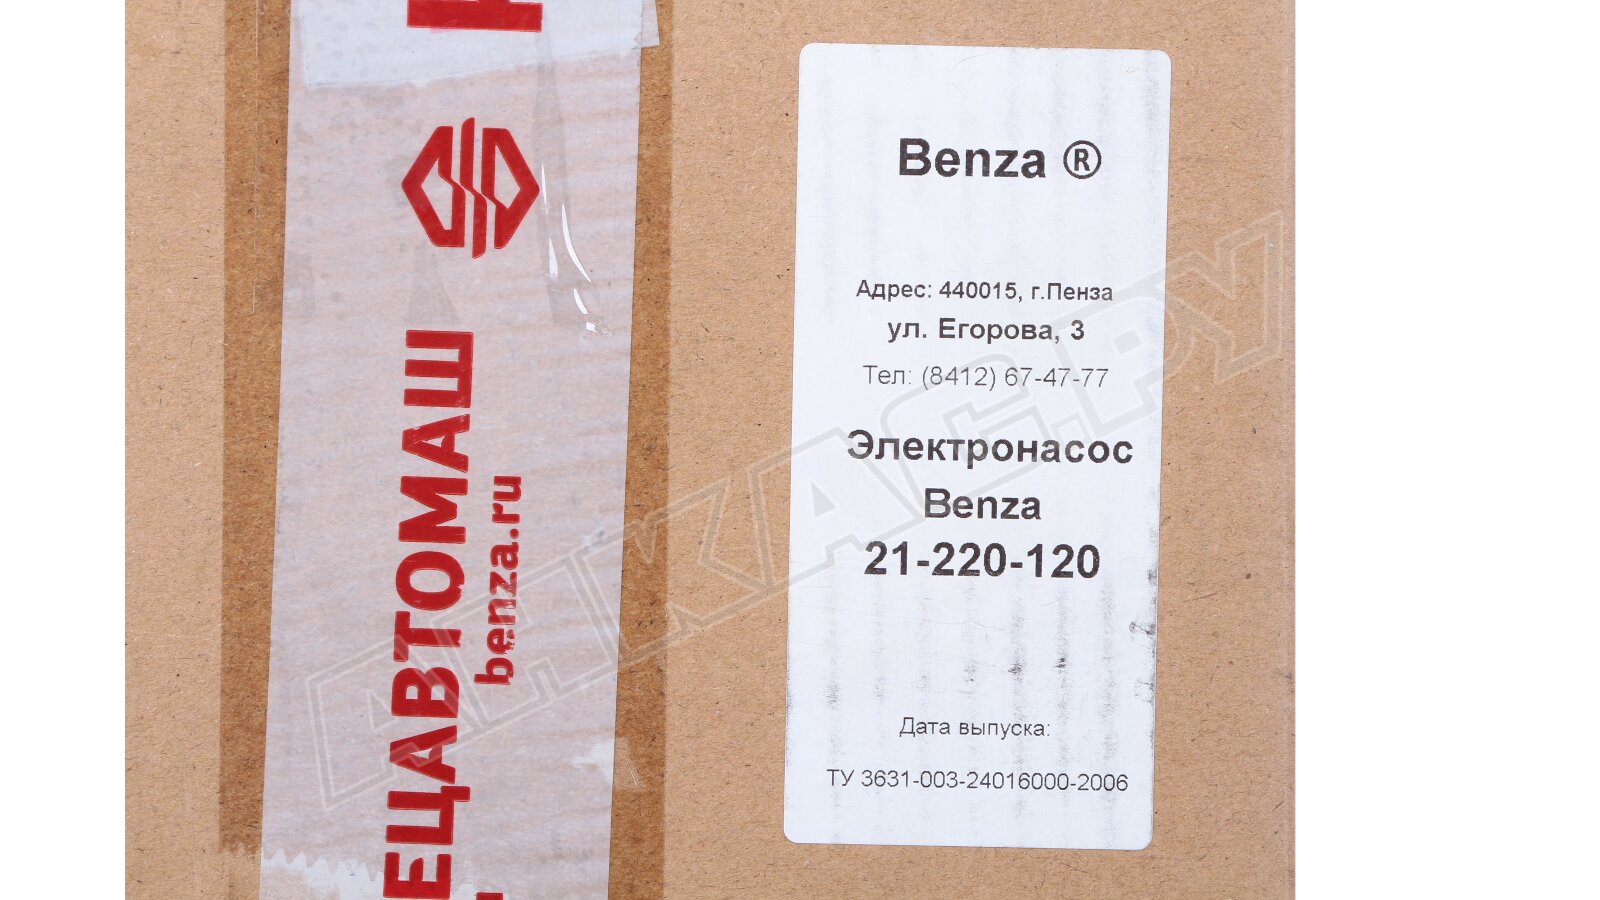 Benza ®
Адрес: 440015, г.Пенза
ул. Егорова, 3
Тел: (8412) 67-47-77
Электронасос
Benza
21-220-120
Дата выпуска:
ТУ 3631-003-24016000-2006
ЕЦАВТОМАШ
benza.ru